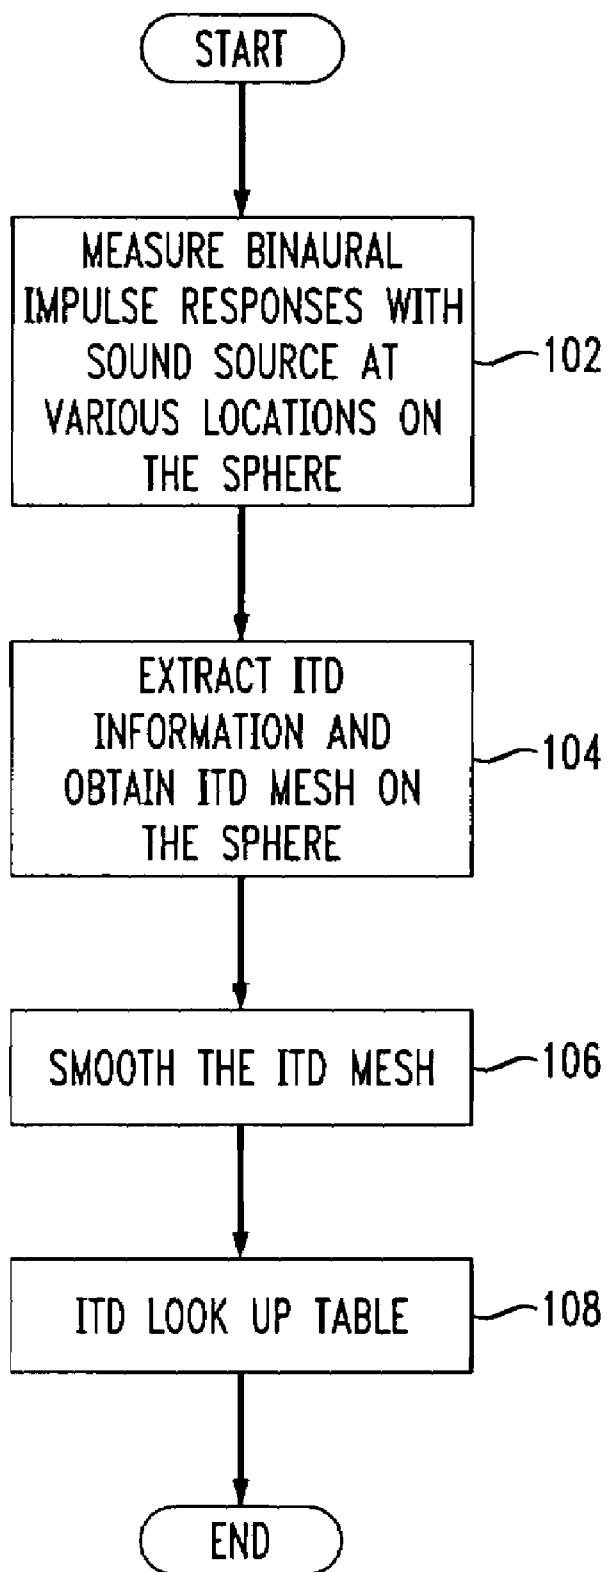 START
MEASURE BINAURAL
IMPULSE RESPONSES WITH
SOUND SOURCE AT
VARIOUS LOCATIONS ON
THE SPHERE
102
EXTRACT ITD
INFORMATION AND
OBTAIN ITD MESH ON
THE SPHERE
104
SMOOTH THE ITD MESH
106
ITD LOOK UP TABLE
108
END